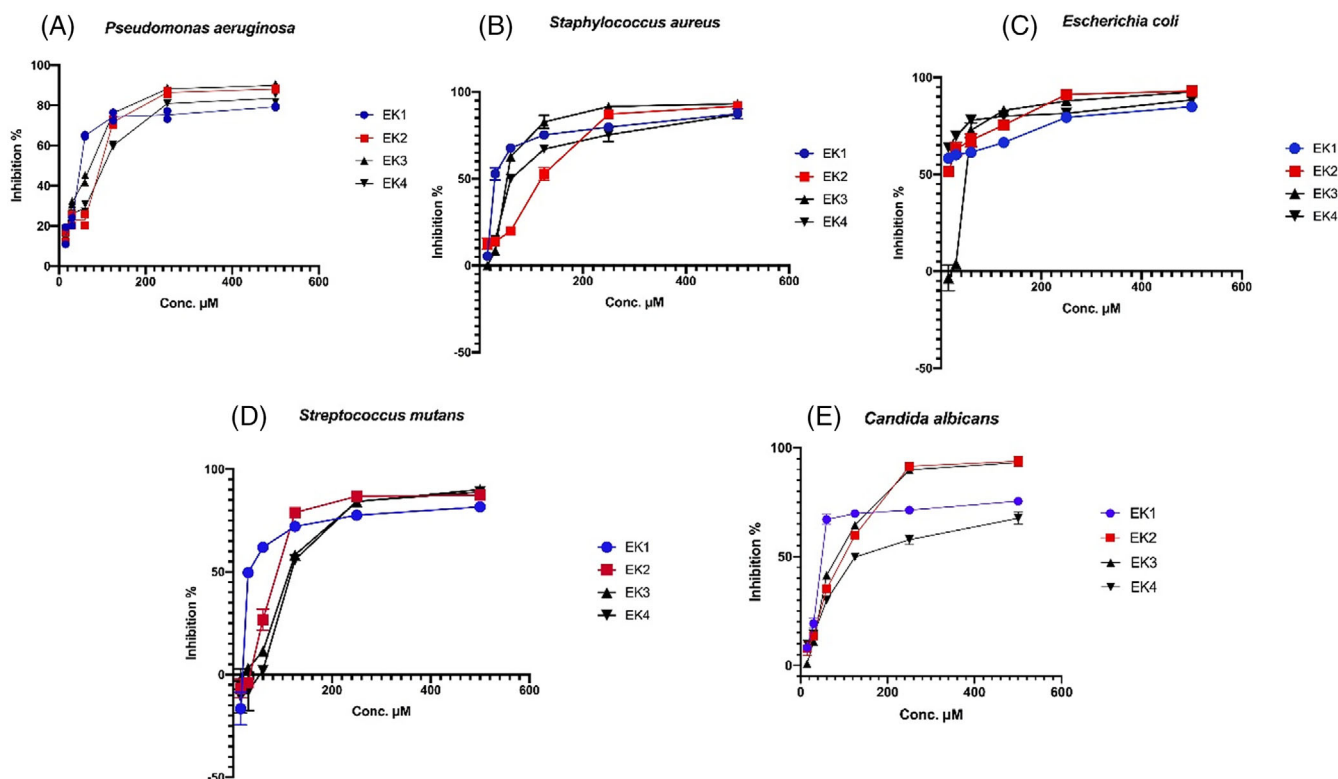 (A)
Pseudomonas aeruginosa
100
80
60
40
20
0
Inhibition %
0 200 400 600
Conc. µM
EK1
EK2
EK3
EK4
(B)
Staphylococcus aureus
100
50
0
-50
Inhibition %
200 400 600
Conc. µM
EK1
EK2
EK3
EK4
(C)
Escherichia coli
100
50
0
-50
Inhibition %
200 400 600
Conc. µM
EK1
EK2
EK3
EK4
(D)
Streptococcus mutans
100
50
0
-50
Inhibition %
200 400 600
Conc. µM
EK1
EK2
EK3
EK4
(E)
Candida albicans
100
50
0
Inhibition %
0 200 400 600
Conc. µM
EK1
EK2
EK3
EK4